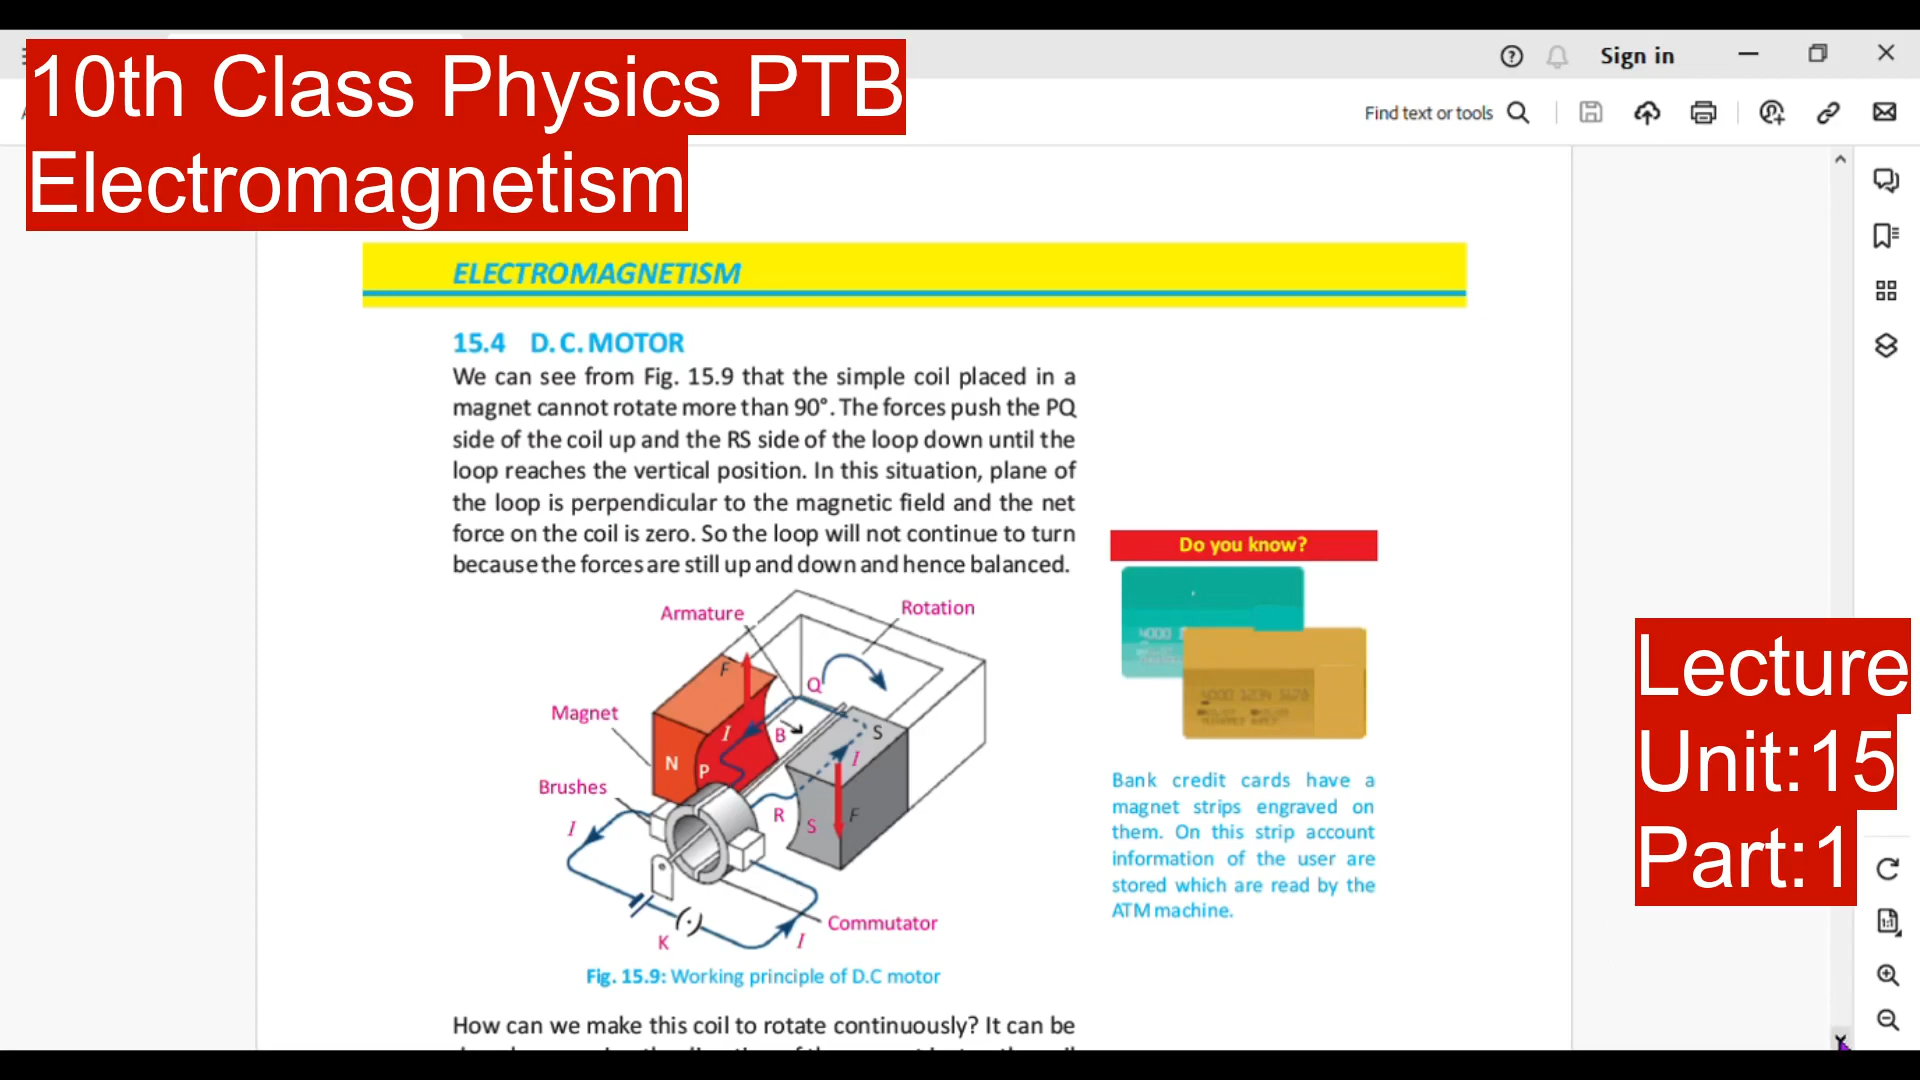 10th Class Physics PTB
Electromagnetism
Sign in
Find text or tools
ELECTROMAGNETISM
15.4 D.C. MOTOR
We can see from Fig. 15.9 that the simple coil placed in a
magnet cannot rotate more than 90°. The forces push the PQ
side of the coil up and the RS side of the loop down until the
loop reaches the vertical position. In this situation, plane of
the loop is perpendicular to the magnetic field and the net
force on the coil is zero. So the loop will not continue to turn
because the forces are still up and down and hence balanced.
Armature
Rotation
F
Q
Magnet
I
B
S
N
P
I
Brushes
R
S
F
I
K
I
Commutator
Fig. 15.9: Working principle of D.C motor
How can we make this coil to rotate continuously? It can be
Do you know?
4000
4000 1234
Bank credit cards have a
magnet strips engraved on
them. On this strip account
information of the user are
stored which are read by the
ATM machine.
Lecture
Unit:15
Part:1
1:1